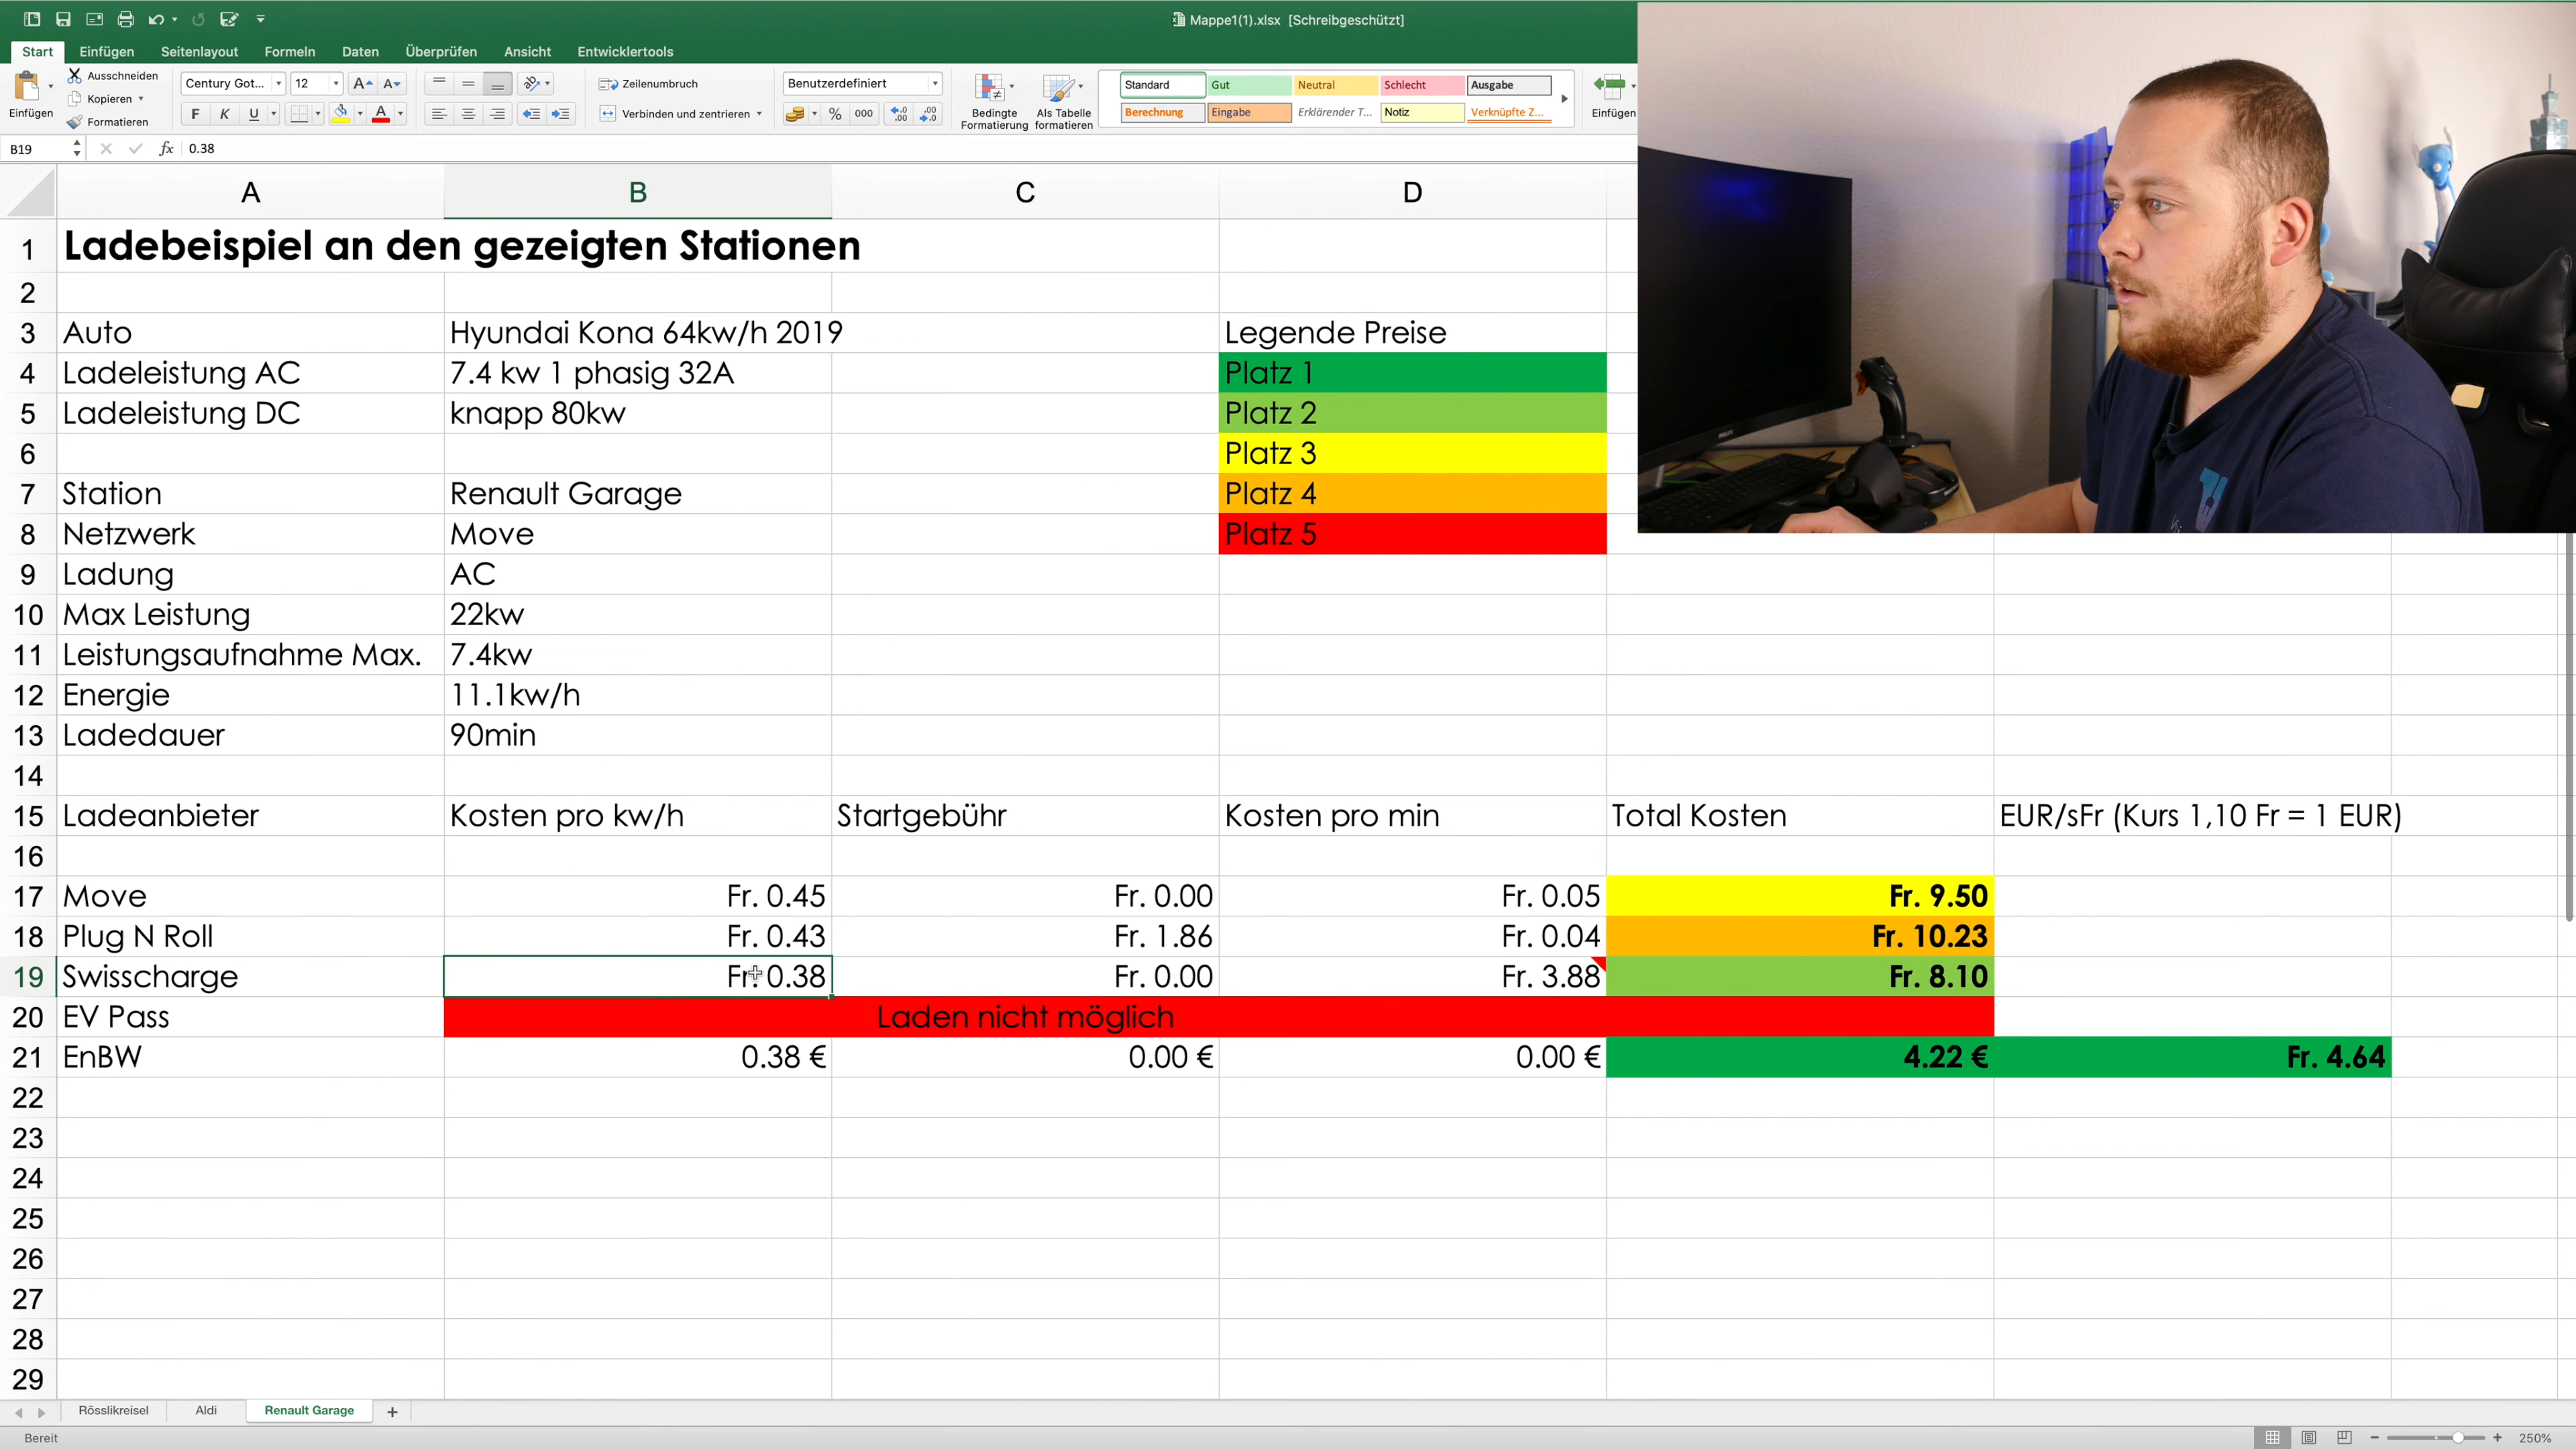 Mappe1(1).xlsx [Schreibgeschützt]
Start Einfügen Seitenlayout Formeln Daten Überprüfen Ansicht Entwicklertools
Einfügen
Ausschneiden
Kopieren
Formatieren
Century Got... 12
F K U
Zeilenumbruch
Verbinden und zentrieren
Benutzerdefiniert
% 000
Bedingte Formatierung
Als Tabelle formatieren
Standard Gut Neutral Schlecht Ausgabe
Berechnung Eingabe Erklärender T... Notiz Verknüpfte Z...
Einfügen
B19 fx 0.38
A B C D
1 Ladebeispiel an den gezeigten Stationen
2
3 Auto Hyundai Kona 64kw/h 2019 Legende Preise
4 Ladeleistung AC 7.4 kw 1 phasig 32A Platz 1
5 Ladeleistung DC knapp 80kw Platz 2
6 Platz 3
7 Station Renault Garage Platz 4
8 Netzwerk Move Platz 5
9 Ladung AC
10 Max Leistung 22kw
11 Leistungsaufnahme Max. 7.4kw
12 Energie 11.1kw/h
13 Ladedauer 90min
14
15 Ladeanbieter Kosten pro kw/h Startgebühr Kosten pro min Total Kosten EUR/sFr (Kurs 1,10 Fr = 1 EUR)
16
17 Move Fr. 0.45 Fr. 0.00 Fr. 0.05 Fr. 9.50
18 Plug N Roll Fr. 0.43 Fr. 1.86 Fr. 0.04 Fr. 10.23
19 Swisscharge Fr. 0.38 Fr. 0.00 Fr. 3.88 Fr. 8.10
20 EV Pass Laden nicht möglich
21 EnBW 0.38 € 0.00 € 0.00 € 4.22 € Fr. 4.64
22
23
24
25
26
27
28
29
Rösslikreisel Aldi Renault Garage +
Bereit 250%